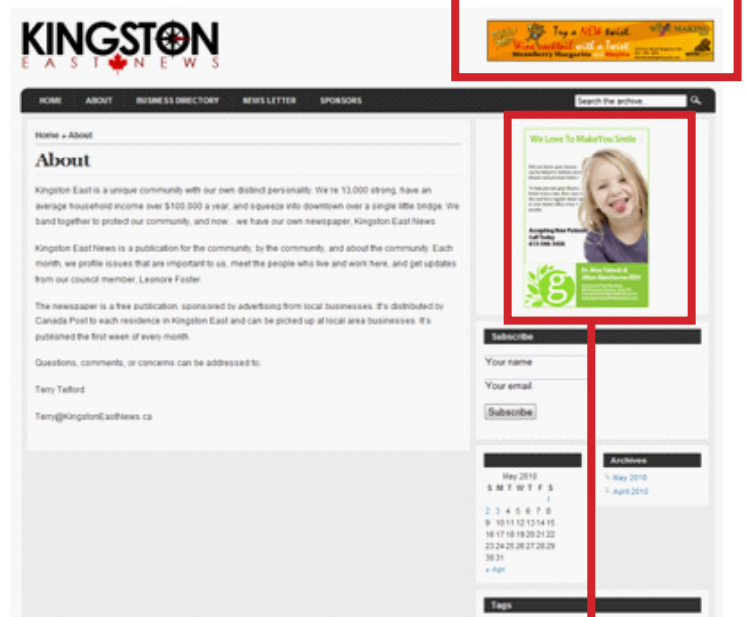 KINGSTON
EAST NEWS
Try a NEW twist
WINE MAKING
Wine cocktail with a Twist
Strawberry Margarita
HOME ABOUT BUSINESS DIRECTORY NEWS LETTER SPONSORS
Search the archive...
Home » About
About
Kingston East is a unique community with our own distinct personality. We're 13,000 strong, have an
average household income over $100,000 a year, and squeeze into downtown over a single little bridge. We
band together to protect our community, and now... we have our own newspaper, Kingston East News.
Kingston East News is a publication for the community, by the community, and about the community. Each
month, we profile issues that are important to us, meet the people who live and work here, and get updates
from our council member, Leonore Foster.
The newspaper is a free publication, sponsored by advertising from local businesses. It's distributed by
Canada Post to each residence in Kingston East and can be picked up at local area businesses. It's
published the first week of every month.
Questions, comments, or concerns can be addressed to:
Terry Telford
Terry@KingstonEastNews.ca
We Love To Make You Smile
Accepting New Patients
Call Today
g
Subscribe
Your name
Your email
Subscribe
May 2010
S M T W T F S
1
2 3 4 5 6 7 8
9 10 11 12 13 14 15
16 17 18 19 20 21 22
23 24 25 26 27 28 29
30 31
« Apr
Archives
May 2010
April 2010
Tags